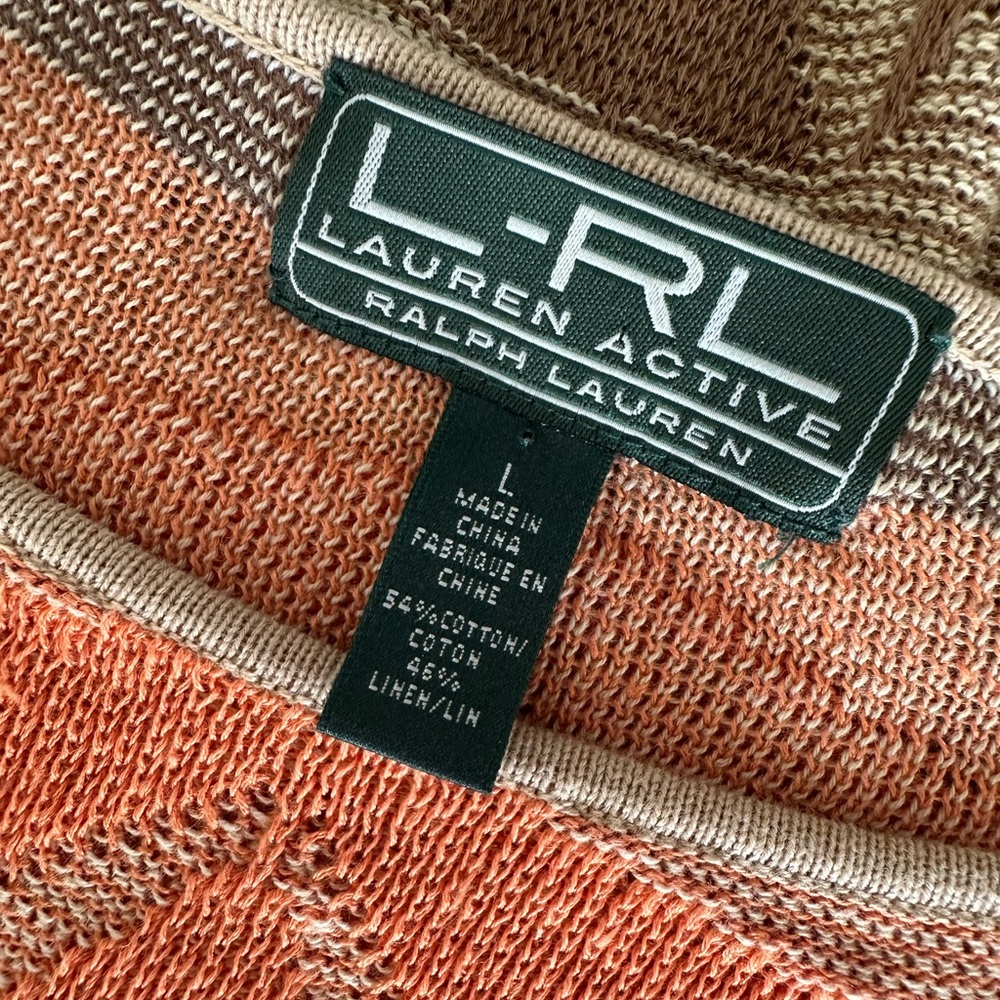 L-RL
LAUREN ACTIVE
RALPH LAUREN
L
MADE IN
CHINA
FABRIQUE EN
CHINE
54%COTTON/
COTON
46%
LINEN/LIN